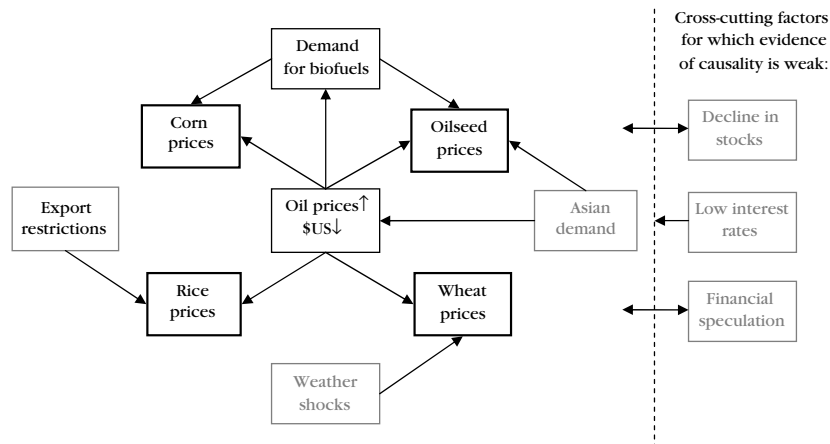 Cross-cutting factors
for which evidence
of causality is weak:
Demand
for biofuels
Corn
prices
Oilseed
prices
Decline in
stocks
Export
restrictions
Oil prices↑
$US↓
Asian
demand
Low interest
rates
Rice
prices
Wheat
prices
Financial
speculation
Weather
shocks